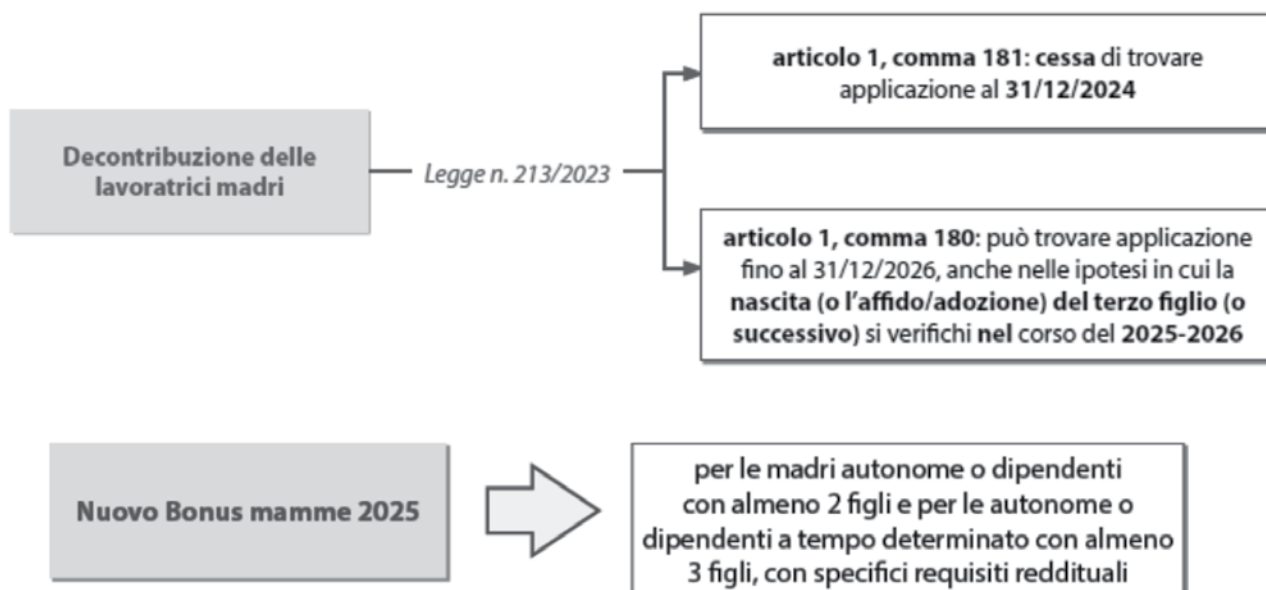 articolo 1, comma 181: cessa di trovare
applicazione al 31/12/2024
Decontribuzione delle
lavoratrici madri
Legge n. 213/2023
articolo 1, comma 180: può trovare applicazione
fino al 31/12/2026, anche nelle ipotesi in cui la
nascita (o l'affido/adozione) del terzo figlio (o
successivo) si verifichi nel corso del 2025-2026
Nuovo Bonus mamme 2025
per le madri autonome o dipendenti
con almeno 2 figli e per le autonome o
dipendenti a tempo determinato con almeno
3 figli, con specifici requisiti reddituali